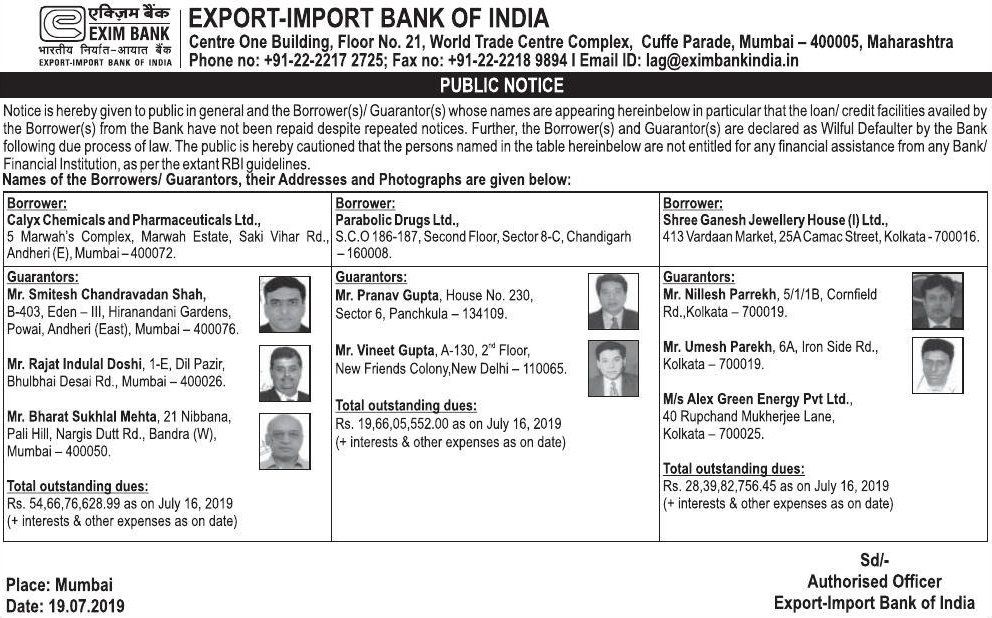 एक्ज़िम बैंक
EXIM BANK
भारतीय निर्यात-आयात बैंक
EXPORT-IMPORT BANK OF INDIA
EXPORT-IMPORT BANK OF INDIA
Centre One Building, Floor No. 21, World Trade Centre Complex, Cuffe Parade, Mumbai – 400005, Maharashtra
Phone no: +91-22-2217 2725; Fax no: +91-22-2218 9894 I Email ID: lag@eximbankindia.in
PUBLIC NOTICE
Notice is hereby given to public in general and the Borrower(s)/ Guarantor(s) whose names are appearing hereinbelow in particular that the loan/ credit facilities availed by
the Borrower(s) from the Bank have not been repaid despite repeated notices. Further, the Borrower(s) and Guarantor(s) are declared as Wilful Defaulter by the Bank
following due process of law. The public is hereby cautioned that the persons named in the table hereinbelow are not entitled for any financial assistance from any Bank/
Financial Institution, as per the extant RBI guidelines.
Names of the Borrowers/ Guarantors, their Addresses and Photographs are given below:
Borrower:
Calyx Chemicals and Pharmaceuticals Ltd.,
5 Marwah's Complex, Marwah Estate, Saki Vihar Rd.,
Andheri (E), Mumbai – 400072.
Guarantors:
Mr. Smitesh Chandravadan Shah,
B-403, Eden – III, Hiranandani Gardens,
Powai, Andheri (East), Mumbai – 400076.
Mr. Rajat Indulal Doshi, 1-E, Dil Pazir,
Bhulbhai Desai Rd., Mumbai – 400026.
Mr. Bharat Sukhlal Mehta, 21 Nibbana,
Pali Hill, Nargis Dutt Rd., Bandra (W),
Mumbai – 400050.
Total outstanding dues:
Rs. 54,66,76,628.99 as on July 16, 2019
(+ interests & other expenses as on date)
Borrower:
Parabolic Drugs Ltd.,
S.C.O 186-187, Second Floor, Sector 8-C, Chandigarh
– 160008.
Guarantors:
Mr. Pranav Gupta, House No. 230,
Sector 6, Panchkula – 134109.
Mr. Vineet Gupta, A-130, 2nd Floor,
New Friends Colony,New Delhi – 110065.
Total outstanding dues:
Rs. 19,66,05,552.00 as on July 16, 2019
(+ interests & other expenses as on date)
Borrower:
Shree Ganesh Jewellery House (I) Ltd.,
413 Vardaan Market, 25A Camac Street, Kolkata - 700016.
Guarantors:
Mr. Nillesh Parrekh, 5/1/1B, Cornfield
Rd.,Kolkata – 700019.
Mr. Umesh Parekh, 6A, Iron Side Rd.,
Kolkata – 700019.
M/s Alex Green Energy Pvt Ltd.,
40 Rupchand Mukherjee Lane,
Kolkata – 700025.
Total outstanding dues:
Rs. 28,39,82,756.45 as on July 16, 2019
(+ interests & other expenses as on date)
Place: Mumbai
Date: 19.07.2019
Sd/-
Authorised Officer
Export-Import Bank of India